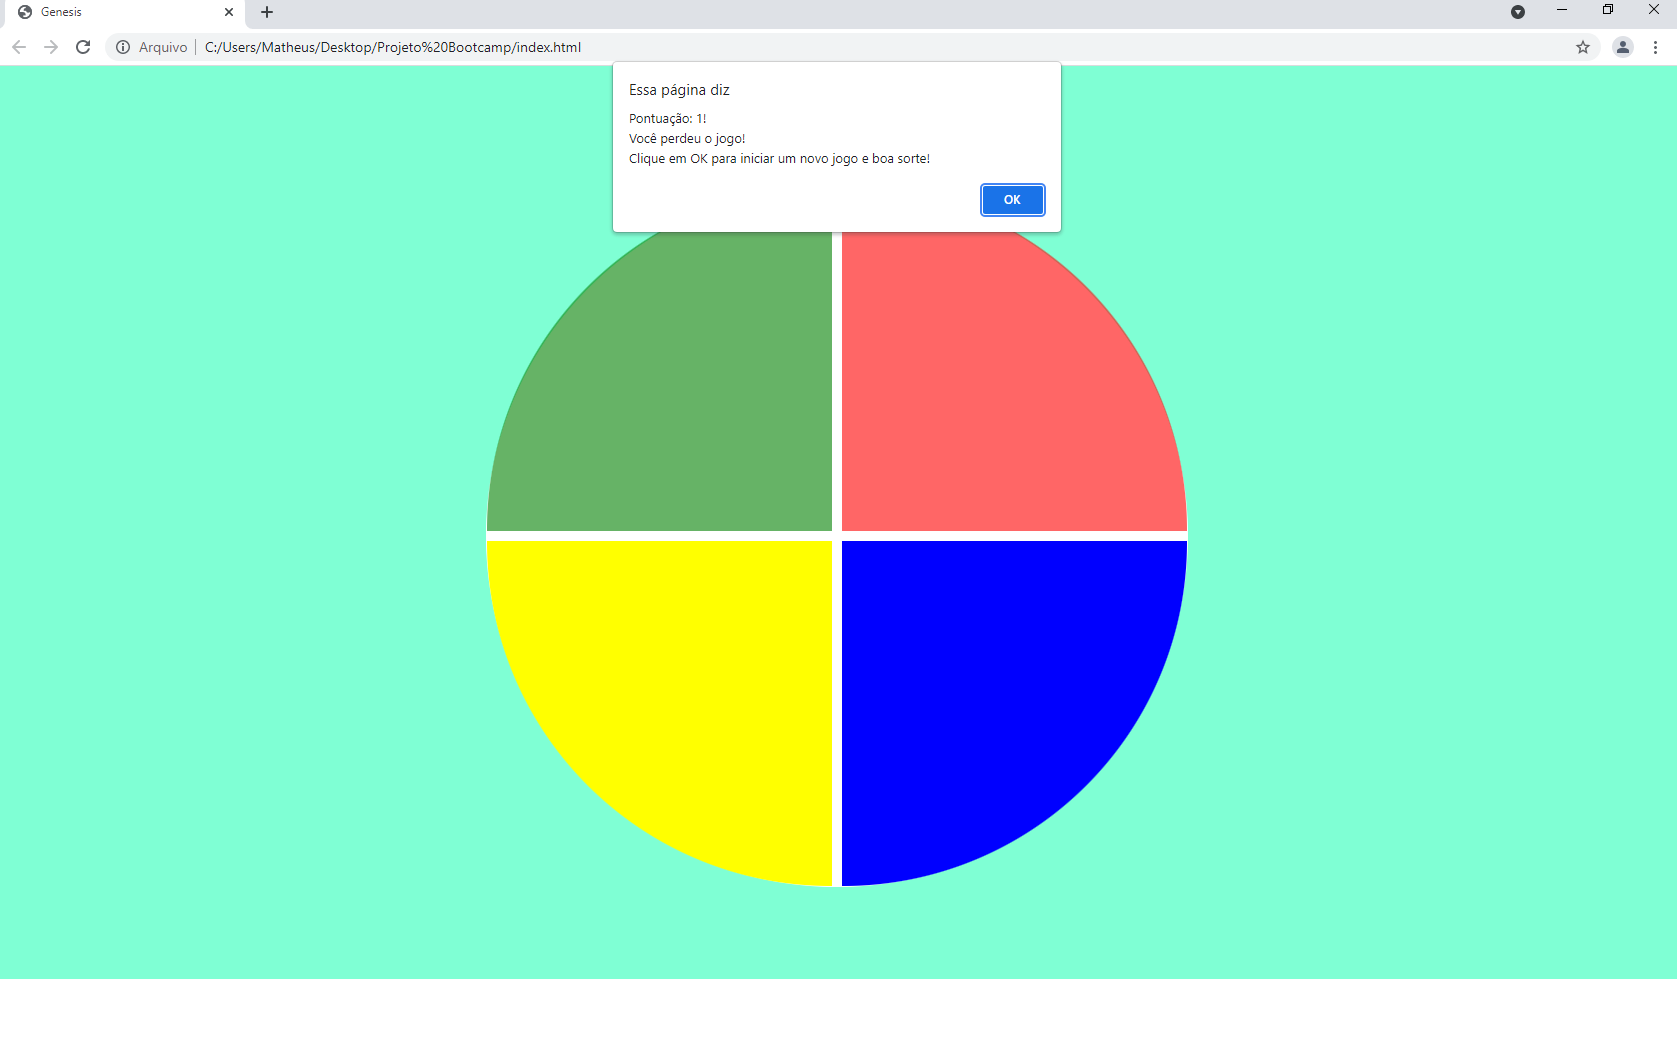 Genesis
Arquivo C:/Users/Matheus/Desktop/Projeto%20Bootcamp/index.html
Essa página diz
Pontuação: 1!
Você perdeu o jogo!
Clique em OK para iniciar um novo jogo e boa sorte!
OK